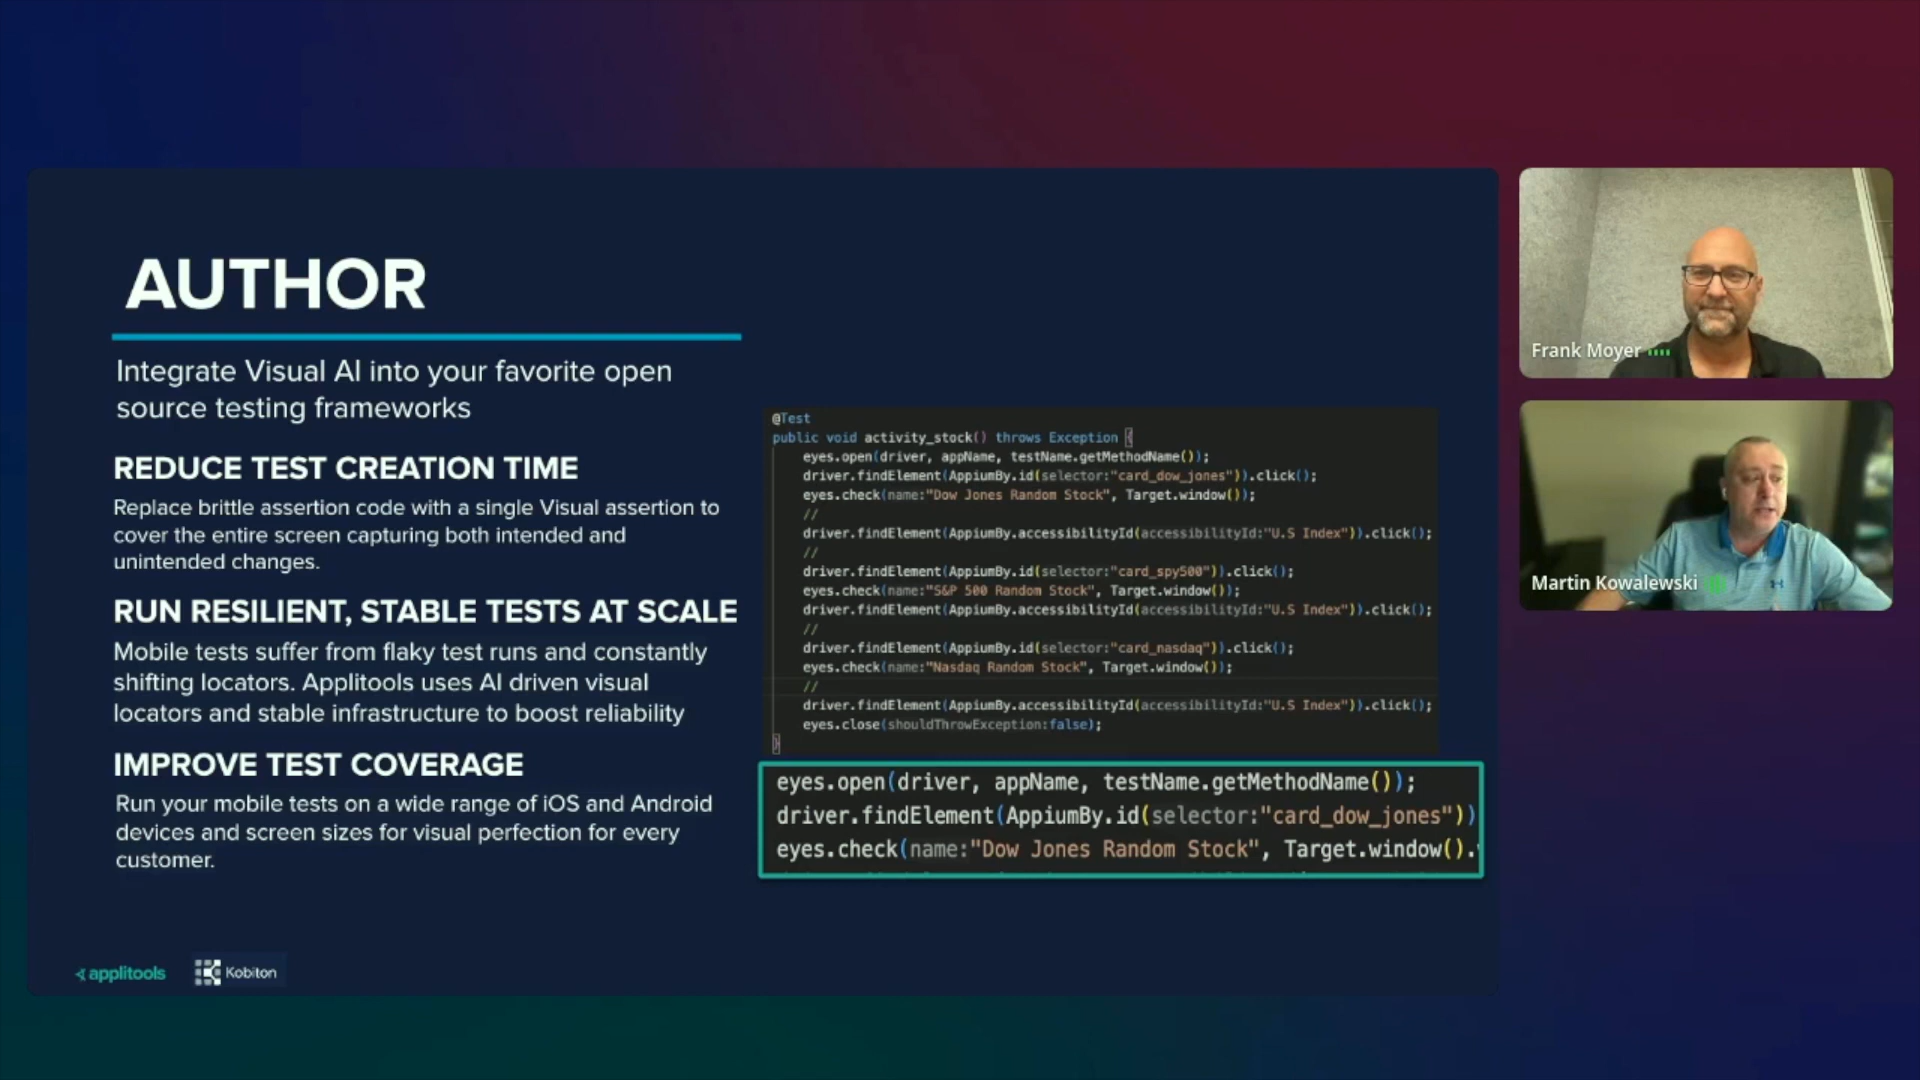 AUTHOR
Integrate Visual AI into your favorite open
source testing frameworks
REDUCE TEST CREATION TIME
Replace brittle assertion code with a single Visual assertion to
cover the entire screen capturing both intended and
unintended changes.
RUN RESILIENT, STABLE TESTS AT SCALE
Mobile tests suffer from flaky test runs and constantly
shifting locators. Applitools uses AI driven visual
locators and stable infrastructure to boost reliability
IMPROVE TEST COVERAGE
Run your mobile tests on a wide range of iOS and Android
devices and screen sizes for visual perfection for every
customer.
@Test
public void activity_stock() throws Exception {
eyes.open(driver, appName, testName.getMethodName());
driver.findElement(AppiumBy.id(selector:"card_dow_jones")).click();
eyes.check(name:"Dow Jones Random Stock", Target.window());
//
driver.findElement(AppiumBy.accessibilityId(accessibilityId:"U.S Index")).click();
//
driver.findElement(AppiumBy.id(selector:"card_spy500")).click();
eyes.check(name:"S&P 500 Random Stock", Target.window());
driver.findElement(AppiumBy.accessibilityId(accessibilityId:"U.S Index")).click();
//
driver.findElement(AppiumBy.id(selector:"card_nasdaq")).click();
eyes.check(name:"Nasdaq Random Stock", Target.window());
//
driver.findElement(AppiumBy.accessibilityId(accessibilityId:"U.S Index")).click();
eyes.close(shouldThrowException:false);
}
eyes.open(driver, appName, testName.getMethodName());
driver.findElement(AppiumBy.id(selector:"card_dow_jones"))
eyes.check(name:"Dow Jones Random Stock", Target.window().
applitools
Kobiton
Frank Moyer
Martin Kowalewski